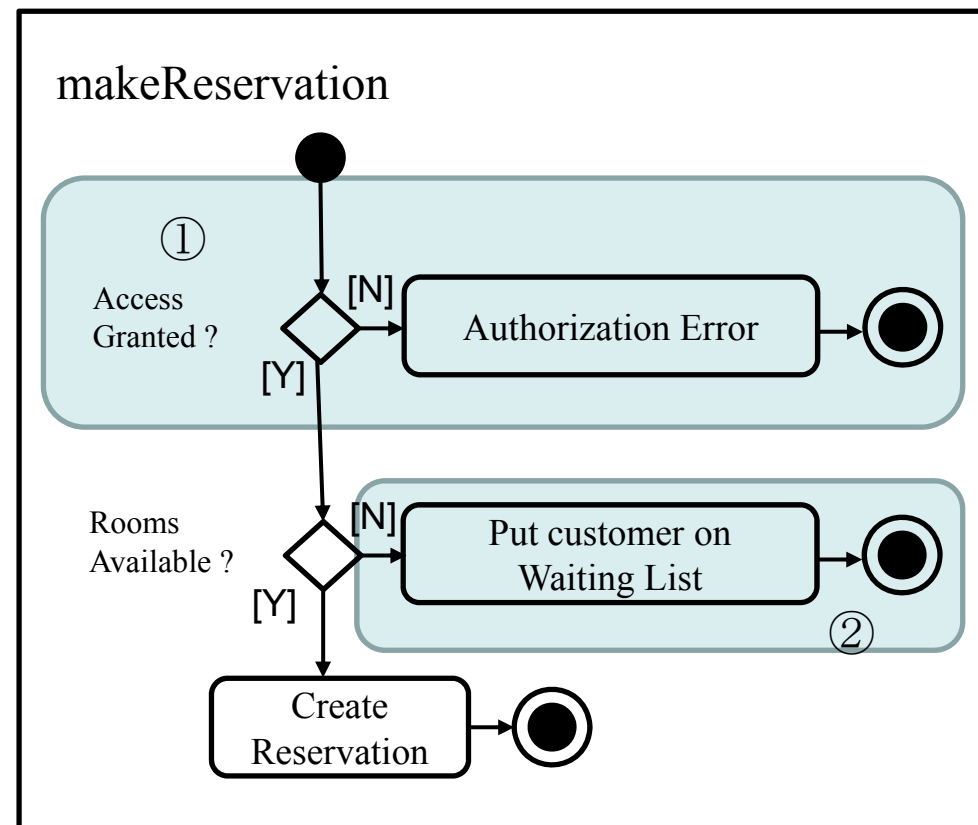 makeReservation
①
Access
Granted ?
[N]
Authorization Error
[Y]
Rooms
Available ?
[N]
Put customer on
Waiting List
②
[Y]
Create
Reservation